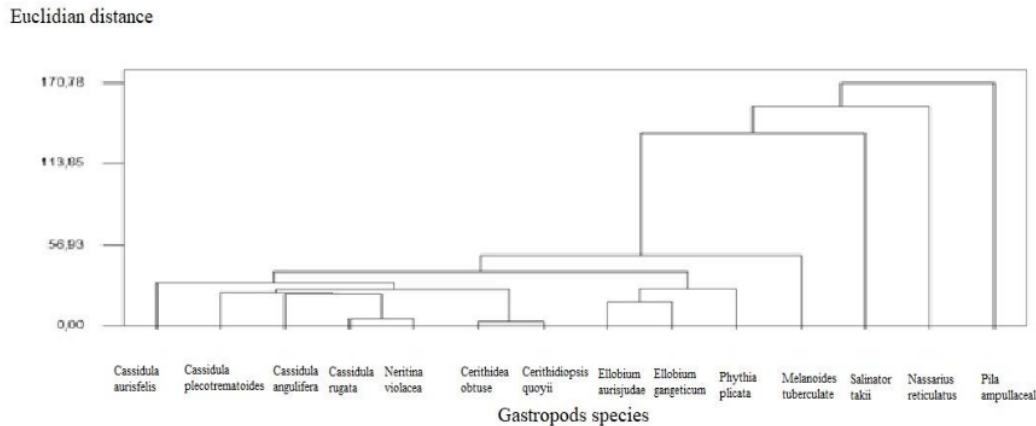 Euclidian distance
170,78
113,85
56,93
0,00
Cassidula
aurisfelis
Cassidula
plecotrematoides
Cassidula
angulifera
Cassidula
rugata
Neritina
violacea
Cerithidea
obtuse
Cerithidiopsis
quoyii
Ellobium
aurisjudae
Ellobium
gangeticum
Phythia
plicata
Melanoides
tuberculate
Salinator
takii
Nassarius
reticulatus
Pila
ampullaceal
Gastropods species